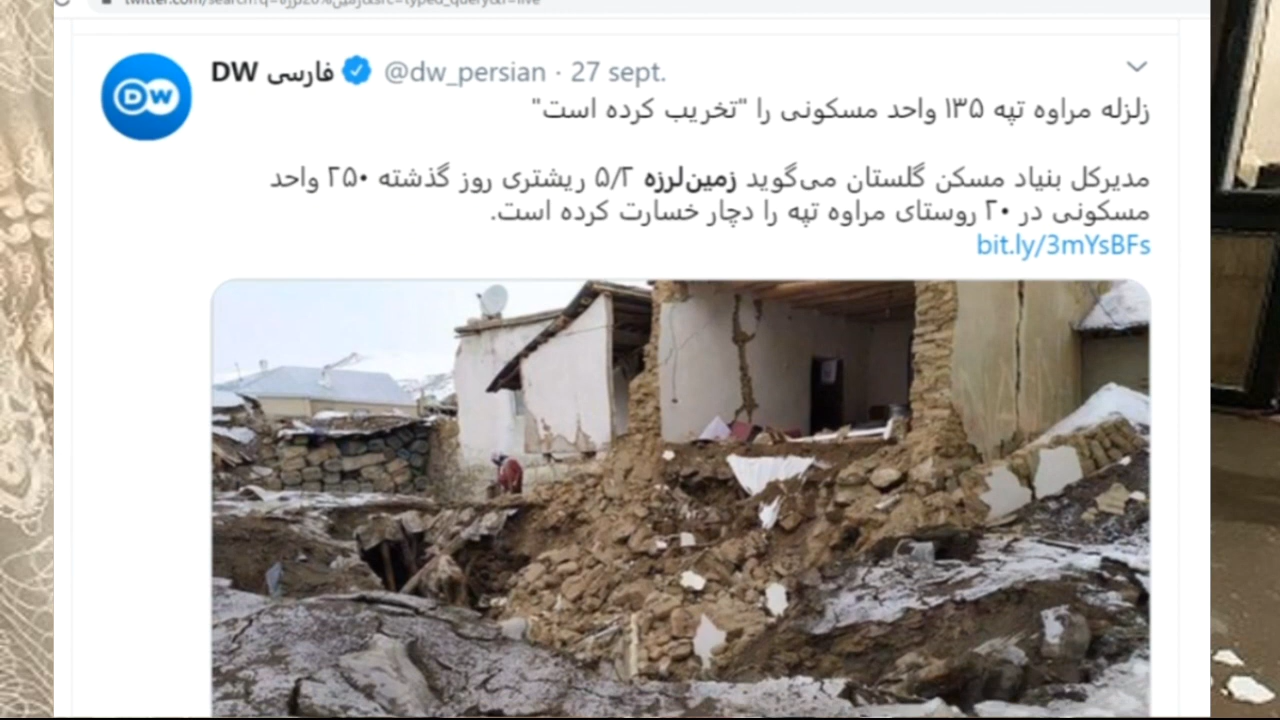 DW فارسی @dw_persian · 27 sept.
زلزله مراوه تپه ۱۳۵ واحد مسکونی را "تخریب کرده است"
مدیرکل بنیاد مسکن گلستان می‌گوید زمین‌لرزه ۵/۲ ریشتری روز گذشته ۲۵۰ واحد
مسکونی در ۲۰ روستای مراوه تپه را دچار خسارت کرده است.
bit.ly/3mYsBFs